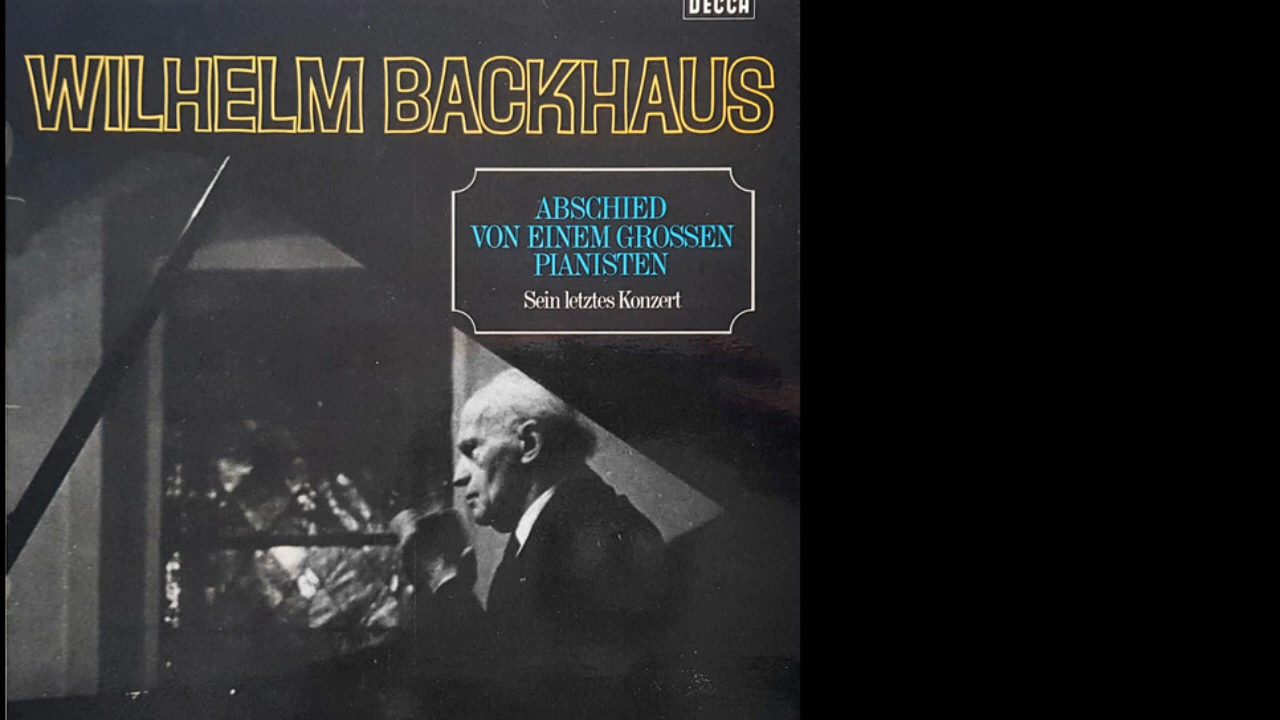 DECCA
WILHELM BACKHAUS
ABSCHIED
VON EINEM GROSSEN
PIANISTEN
Sein letztes Konzert